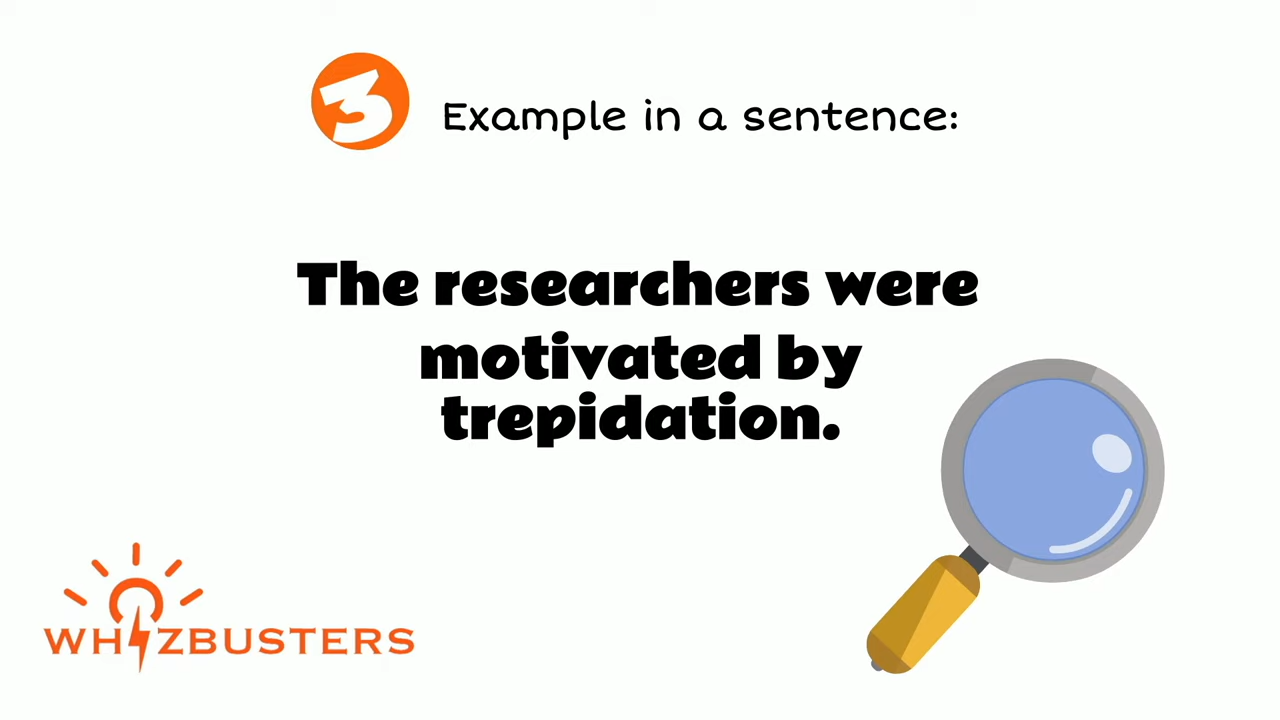 3 Example in a sentence:
The researchers were
motivated by
trepidation.
WHIZBUSTERS